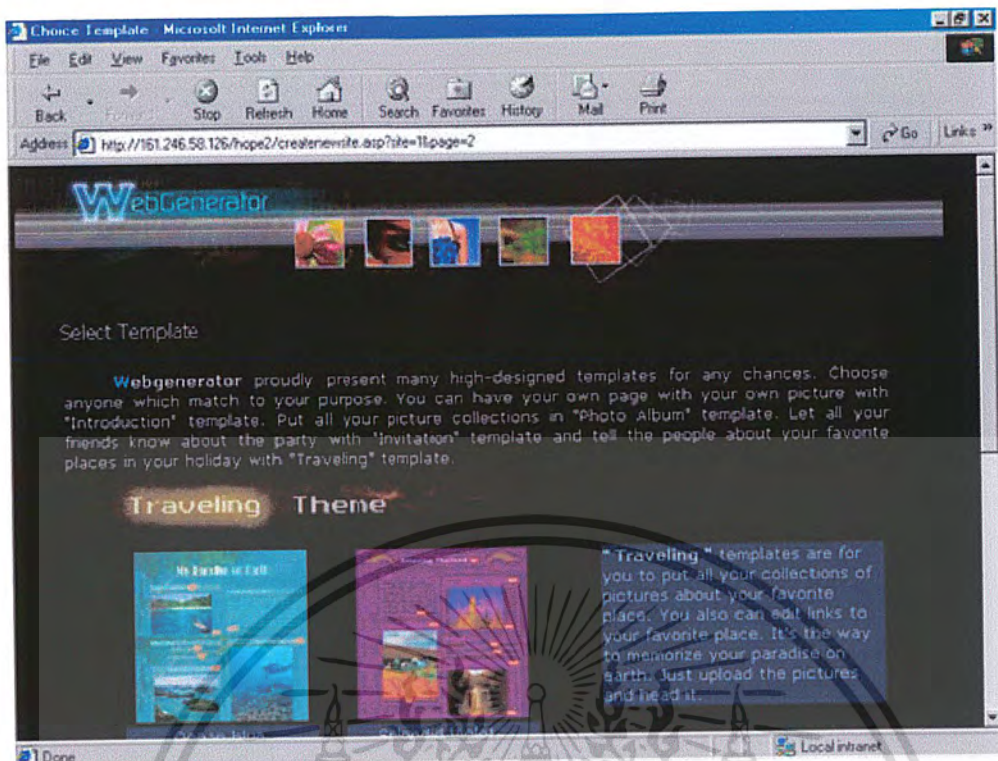 Choice Template - Microsoft Internet Explorer
File Edit View Favorites Tools Help
Back Forward Stop Refresh Home Search Favorites History Mail Print
Address http://161.246.58.126/hope2/createnewsite.asp?site=1&page=2 Go Links »
WebGenerator
Select Template
Webgenerator proudly present many high-designed templates for any chances. Choose
anyone which match to your purpose. You can have your own page with your own picture with
"Introduction" template. Put all your picture collections in "Photo Album" template. Let all your
friends know about the party with "Invitation" template and tell the people about your favorite
places in your holiday with "Traveling" template.
Traveling Theme
My Paradise on Earth
" Traveling " templates are for
you to put all your collections of
pictures about your favorite
place. You also can edit links to
your favorite place. It's the way
to memorize your paradise on
earth. Just upload the pictures
and head it.
Done
Local intranet